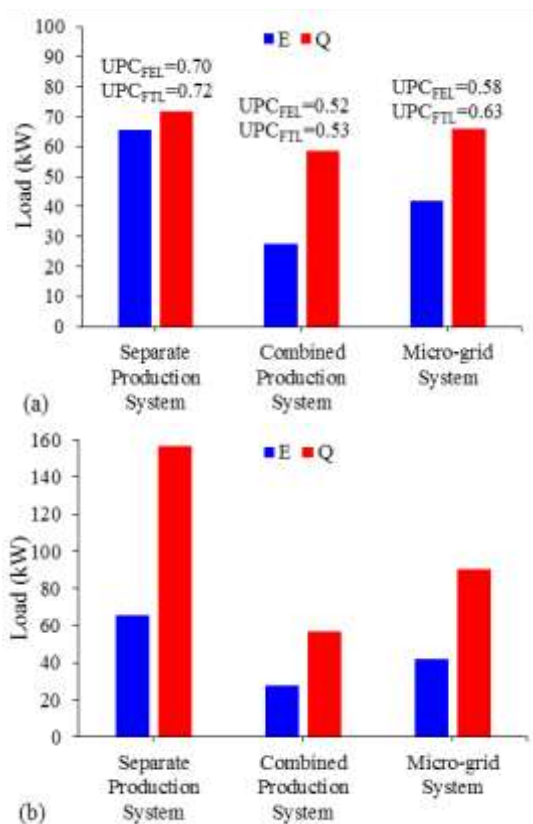 100
90
80
70
60
50
40
30
20
10
0
Load (kW)
E Q
UPCFEL=0.70
UPCFTL=0.72
UPCFEL=0.52
UPCFTL=0.53
UPCFEL=0.58
UPCFTL=0.63
Separate
Production
System
Combined
Production
System
Micro-grid
System
(a)
160
140
120
100
80
60
40
20
0
Load (kW)
E Q
Separate
Production
System
Combined
Production
System
Micro-grid
System
(b)